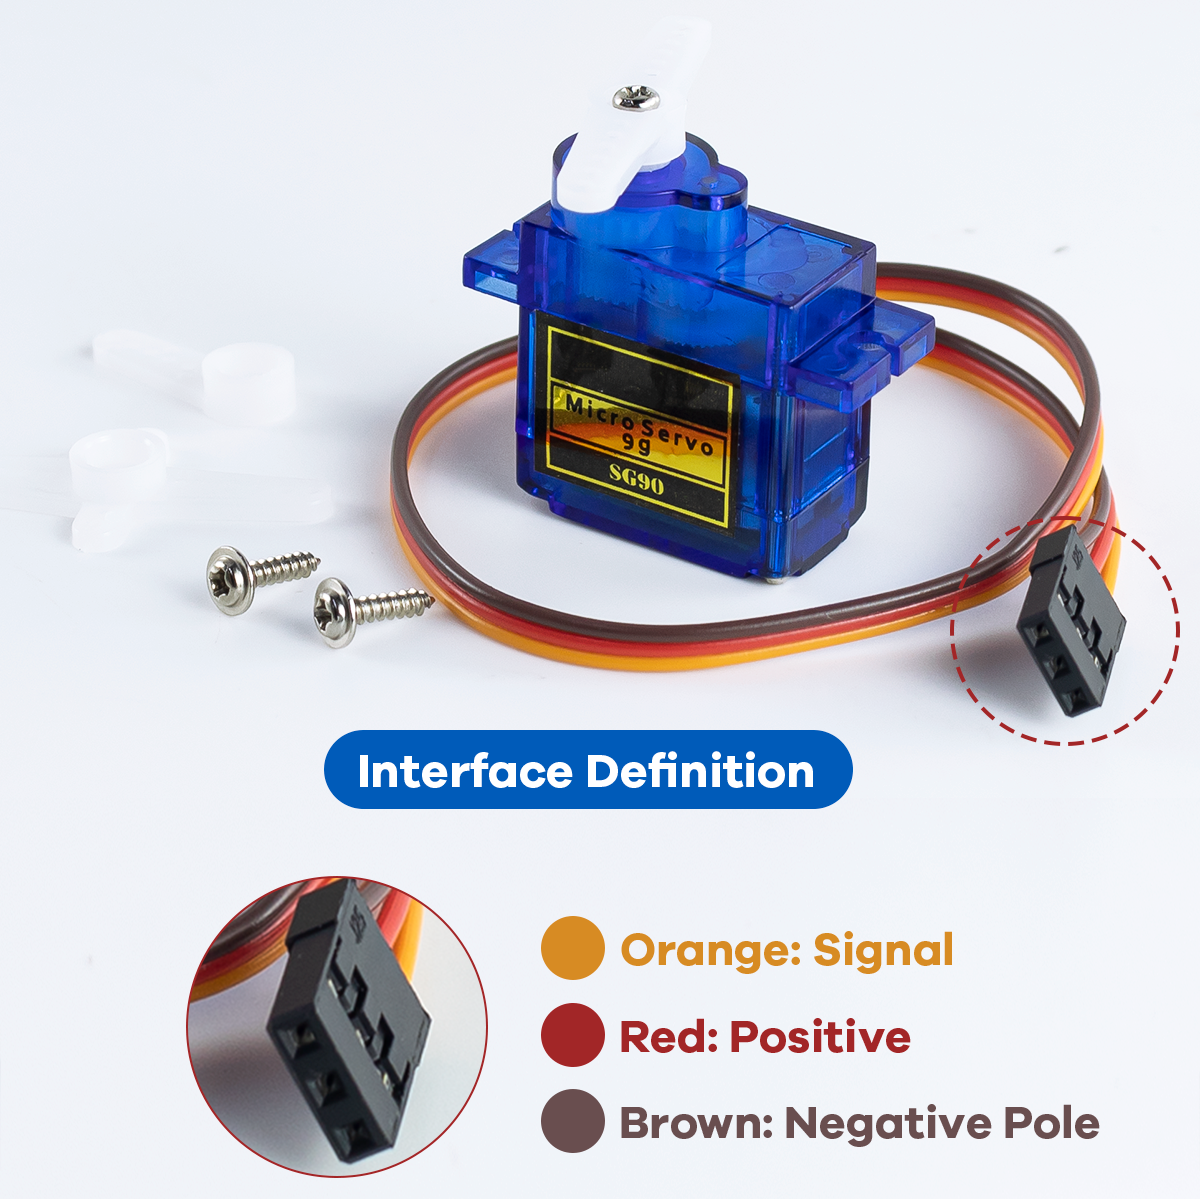 Micro Servo
9g
SG90
Interface Definition
Orange: Signal
Red: Positive
Brown: Negative Pole